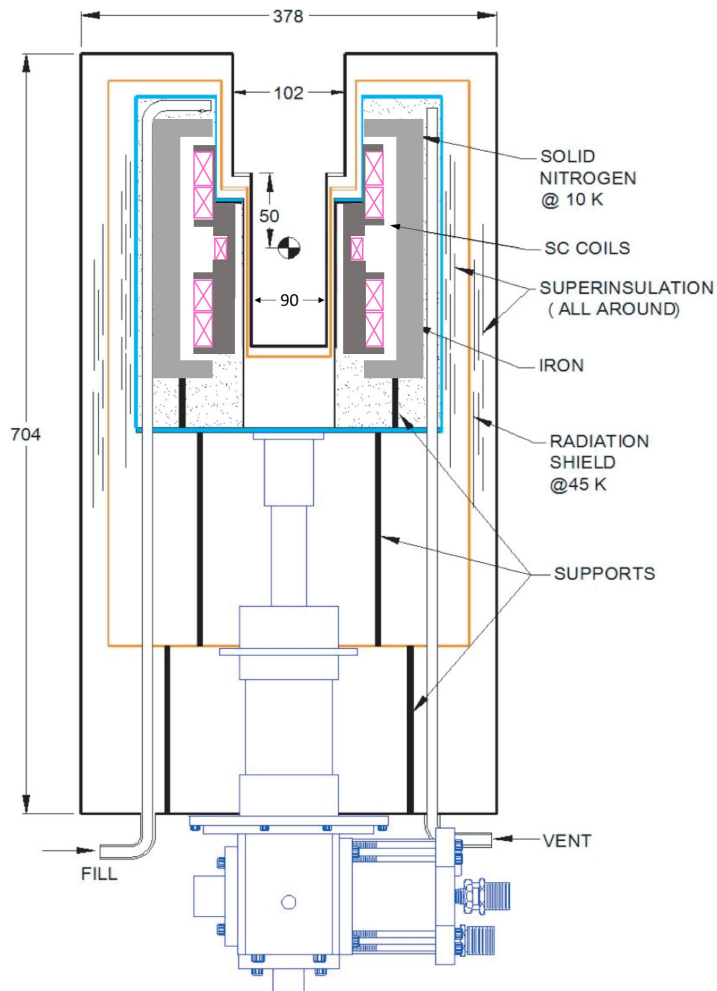 378
102
SOLID
NITROGEN
@ 10 K
50
SC COILS
SUPERINSULATION
( ALL AROUND)
90
IRON
704
RADIATION
SHIELD
@45 K
SUPPORTS
VENT
FILL